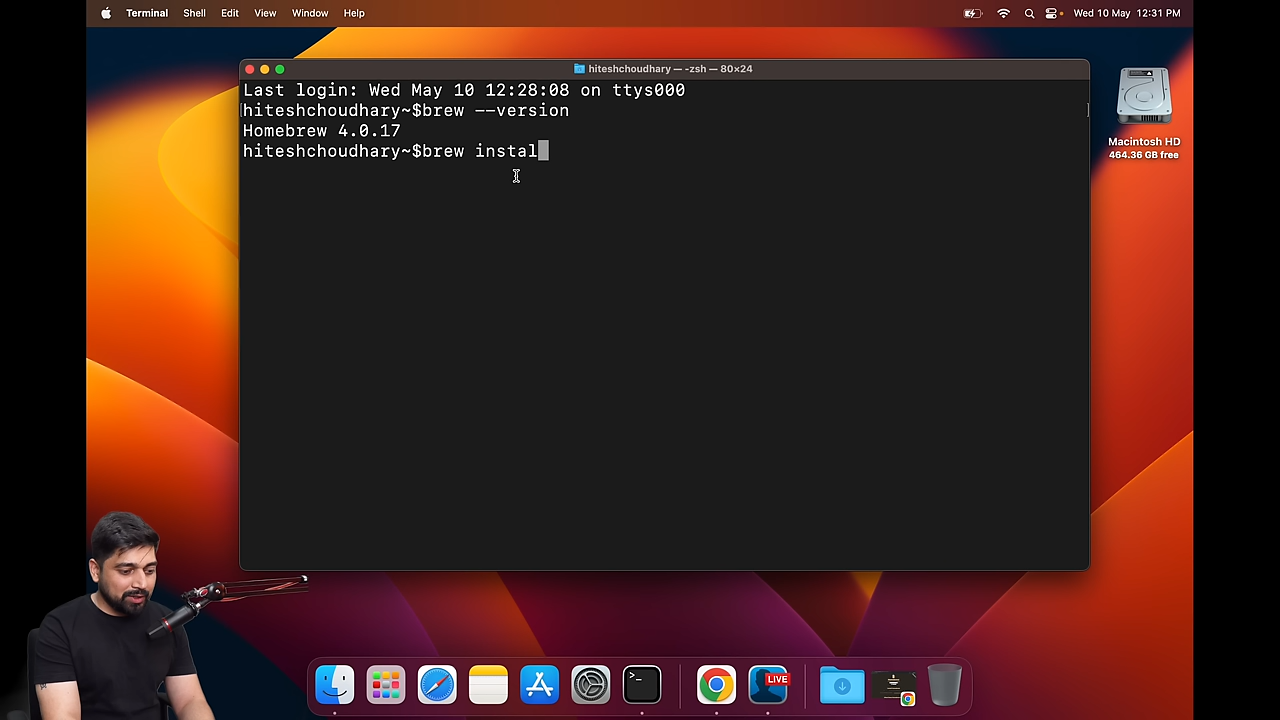 Terminal Shell Edit View Window Help Wed 10 May 12:31 PM
hiteshchoudhary — -zsh — 80×24
Last login: Wed May 10 12:28:08 on ttys000
hiteshchoudhary~$brew --version
Homebrew 4.0.17
hiteshchoudhary~$brew instal
Macintosh HD
464.36 GB free
>_
LIVE